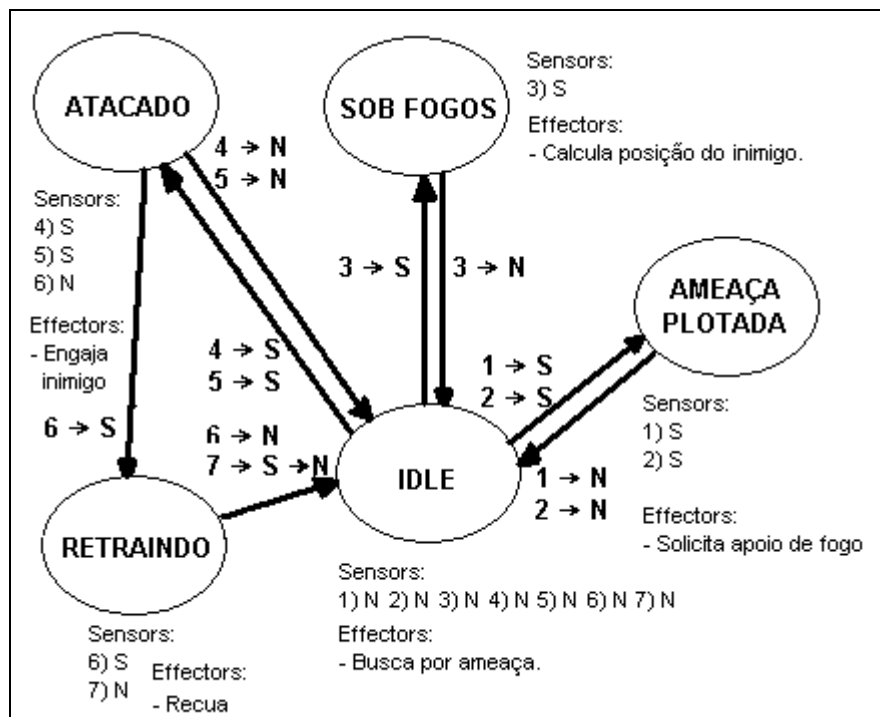 ATACADO
4 → N
5 → N
Sensors:
4) S
5) S
6) N
Effectors:
- Engaja
inimigo
6 → S
SOB FOGOS
Sensors:
3) S
Effectors:
- Calcula posição do inimigo.
3 → S
3 → N
AMEAÇA
PLOTADA
1 → S
2 → S
Sensors:
1) S
2) S
1 → N
2 → N
Effectors:
- Solicita apoio de fogo
4 → S
5 → S
6 → N
7 → S → N
IDLE
Sensors:
1) N 2) N 3) N 4) N 5) N 6) N 7) N
Effectors:
- Busca por ameaça.
RETRAINDO
Sensors:
6) S
7) N
Effectors:
- Recua